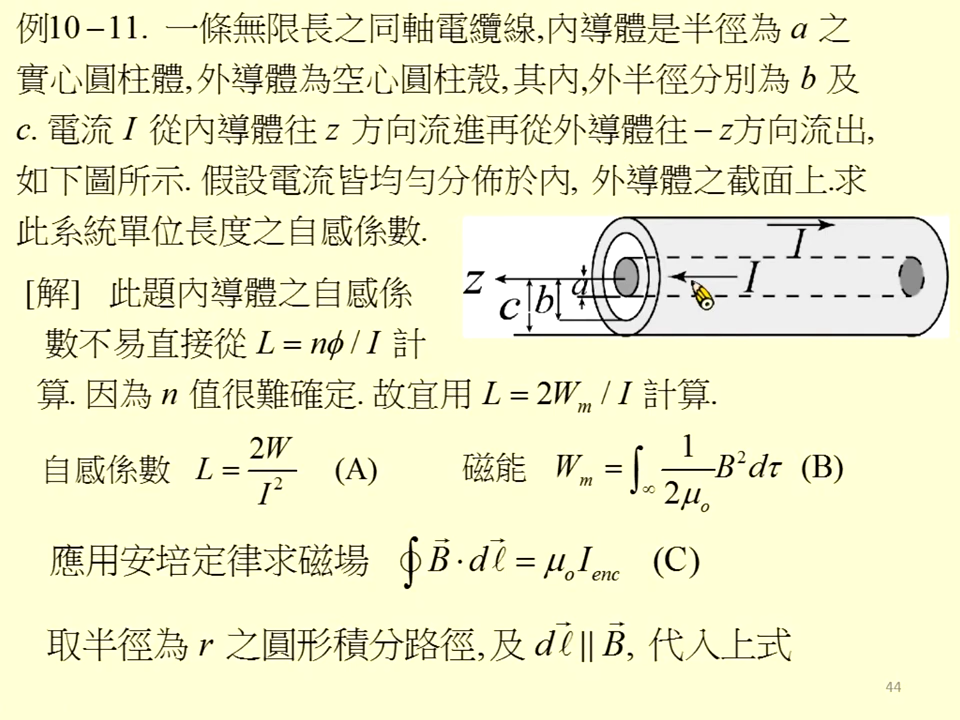 例10－11. 一條無限長之同軸電纜線,內導體是半徑為 a 之
實心圓柱體,外導體為空心圓柱殼,其內,外半徑分別為 b 及
c. 電流 I 從內導體往 z 方向流進再從外導體往 − z方向流出,
如下圖所示. 假設電流皆均勻分佈於內, 外導體之截面上.求
此系統單位長度之自感係數.
I
z
c
b
a
I
[解] 此題內導體之自感係
數不易直接從 L = nϕ / I 計
算. 因為 n 值很難確定. 故宜用 L = 2Wₘ / I 計算.
自感係數 L = 2W / I² (A) 磁能 Wₘ = ∫∞ 1/2μₒ B²dτ (B)
應用安培定律求磁場 ∮ B⃗ · dℓ⃗ = μₒIₑₙc (C)
取半徑為 r 之圓形積分路徑,及 dℓ⃗ || B⃗, 代入上式
44